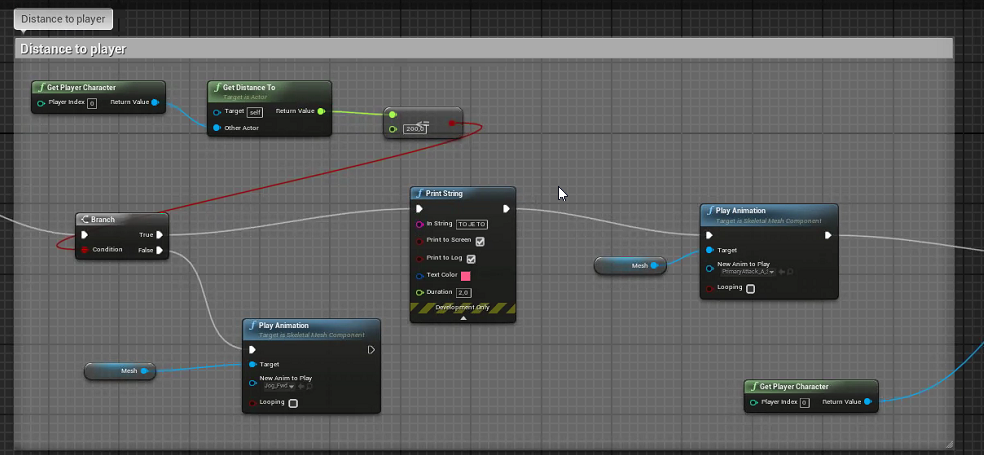 Distance to player
Distance to player
Get Player Character
Player Index 0 Return Value
Get Distance To
Target is Actor
Target self Return Value
Other Actor
<=
200,0
Branch
True
Condition False
Print String
In String TO JE TO
Print to Screen
Print to Log
Text Color
Duration 2,0
Development Only
Play Animation
Target is Skeletal Mesh Component
Mesh
Target
New Anim to Play
PrimaryAttack_A_
Looping
Play Animation
Target is Skeletal Mesh Component
Mesh
Target
New Anim to Play
Jog_Fwd
Looping
Get Player Character
Player Index 0 Return Value